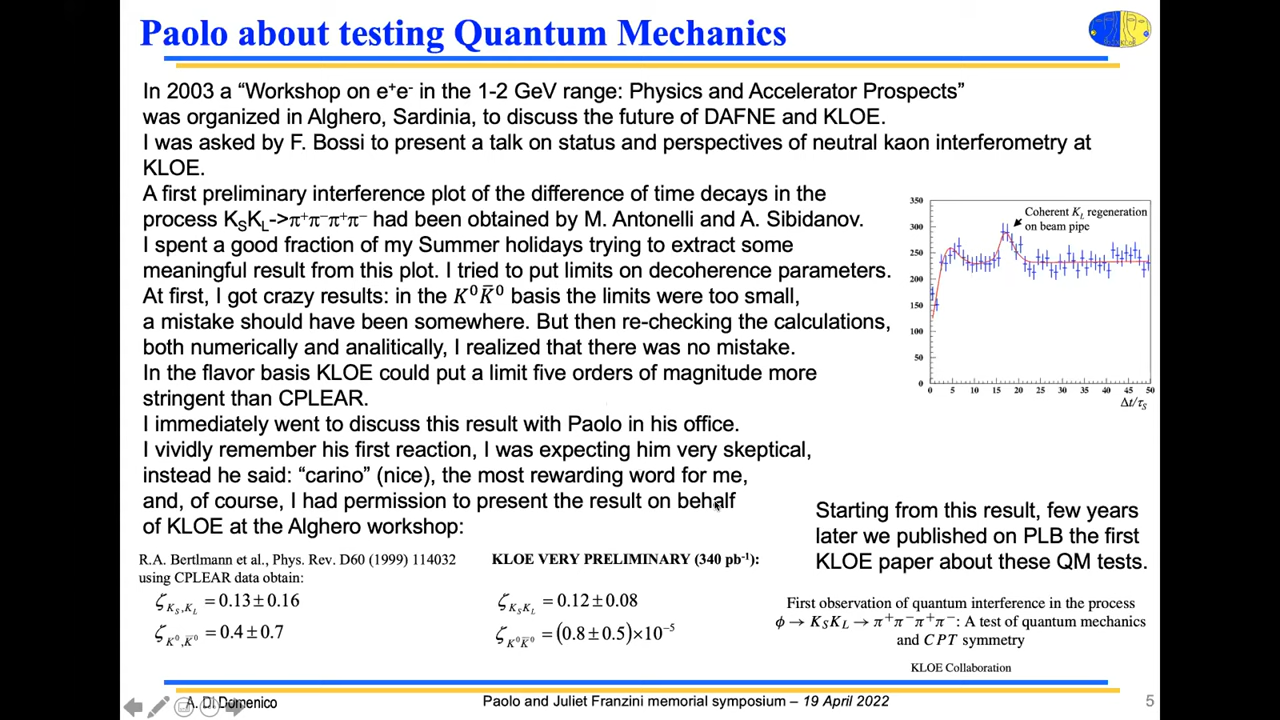 Paolo about testing Quantum Mechanics
In 2003 a “Workshop on e⁺e⁻ in the 1-2 GeV range: Physics and Accelerator Prospects”
was organized in Alghero, Sardinia, to discuss the future of DAFNE and KLOE.
I was asked by F. Bossi to present a talk on status and perspectives of neutral kaon interferometry at
KLOE.
A first preliminary interference plot of the difference of time decays in the
process K_SK_L->π⁺π⁻π⁺π⁻ had been obtained by M. Antonelli and A. Sibidanov.
I spent a good fraction of my Summer holidays trying to extract some
meaningful result from this plot. I tried to put limits on decoherence parameters.
At first, I got crazy results: in the K⁰K̄⁰ basis the limits were too small,
a mistake should have been somewhere. But then re-checking the calculations,
both numerically and analitically, I realized that there was no mistake.
In the flavor basis KLOE could put a limit five orders of magnitude more
stringent than CPLEAR.
I immediately went to discuss this result with Paolo in his office.
I vividly remember his first reaction, I was expecting him very skeptical,
instead he said: “carino” (nice), the most rewarding word for me,
and, of course, I had permission to present the result on behalf
of KLOE at the Alghero workshop:
350
300
250
200
150
100
50
0
Coherent K_L regeneration
on beam pipe
0 5 10 15 20 25 30 35 40 45 50
Δt/τ_S
R.A. Bertlmann et al., Phys. Rev. D60 (1999) 114032
using CPLEAR data obtain:
ζ_{K_S,K_L} = 0.13 ± 0.16
ζ_{K⁰,K̄⁰} = 0.4 ± 0.7
KLOE VERY PRELIMINARY (340 pb⁻¹):
ζ_{K_SK_L} = 0.12 ± 0.08
ζ_{K⁰K̄⁰} = (0.8 ± 0.5)×10⁻⁵
Starting from this result, few years
later we published on PLB the first
KLOE paper about these QM tests.
First observation of quantum interference in the process
ϕ → K_SK_L → π⁺π⁻π⁺π⁻: A test of quantum mechanics
and CPT symmetry
KLOE Collaboration
A. Di Domenico
Paolo and Juliet Franzini memorial symposium – 19 April 2022
5